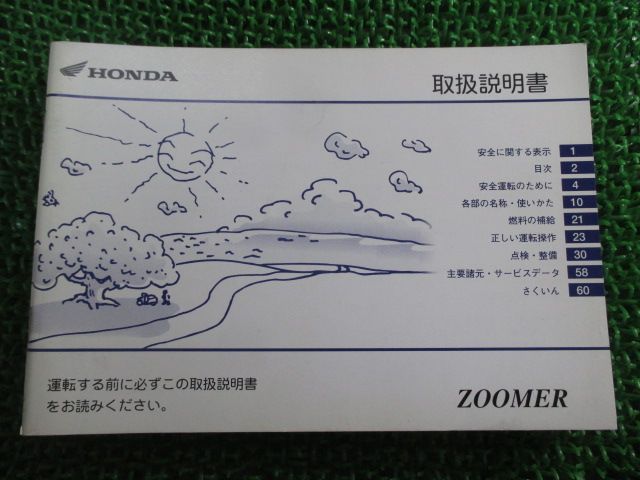 HONDA
取扱説明書
安全に関する表示 1
目次 2
安全運転のために 4
各部の名称・使いかた 10
燃料の補給 21
正しい運転操作 23
点検・整備 30
主要諸元・サービスデータ 58
さくいん 60
運転する前に必ずこの取扱説明書
をお読みください。
ZOOMER